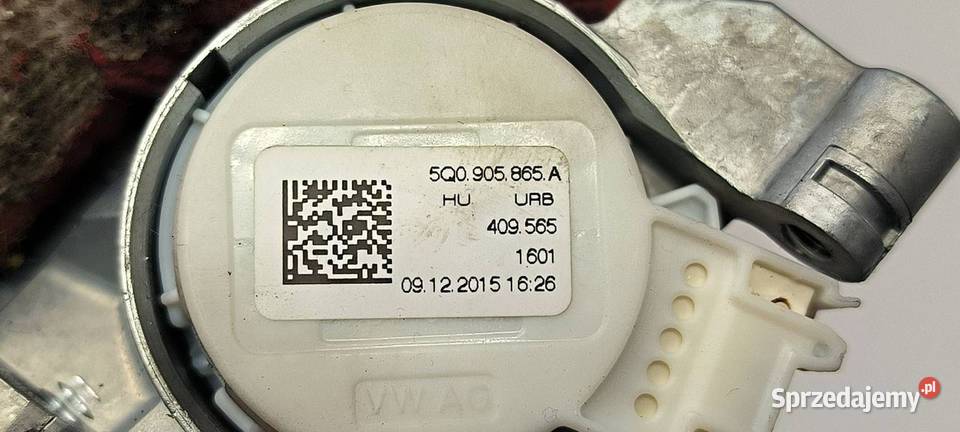 5Q0.905.865.A
HU URB
409.565
1601
09.12.2015 16:26
VW AG
Sprzedajemy.pl